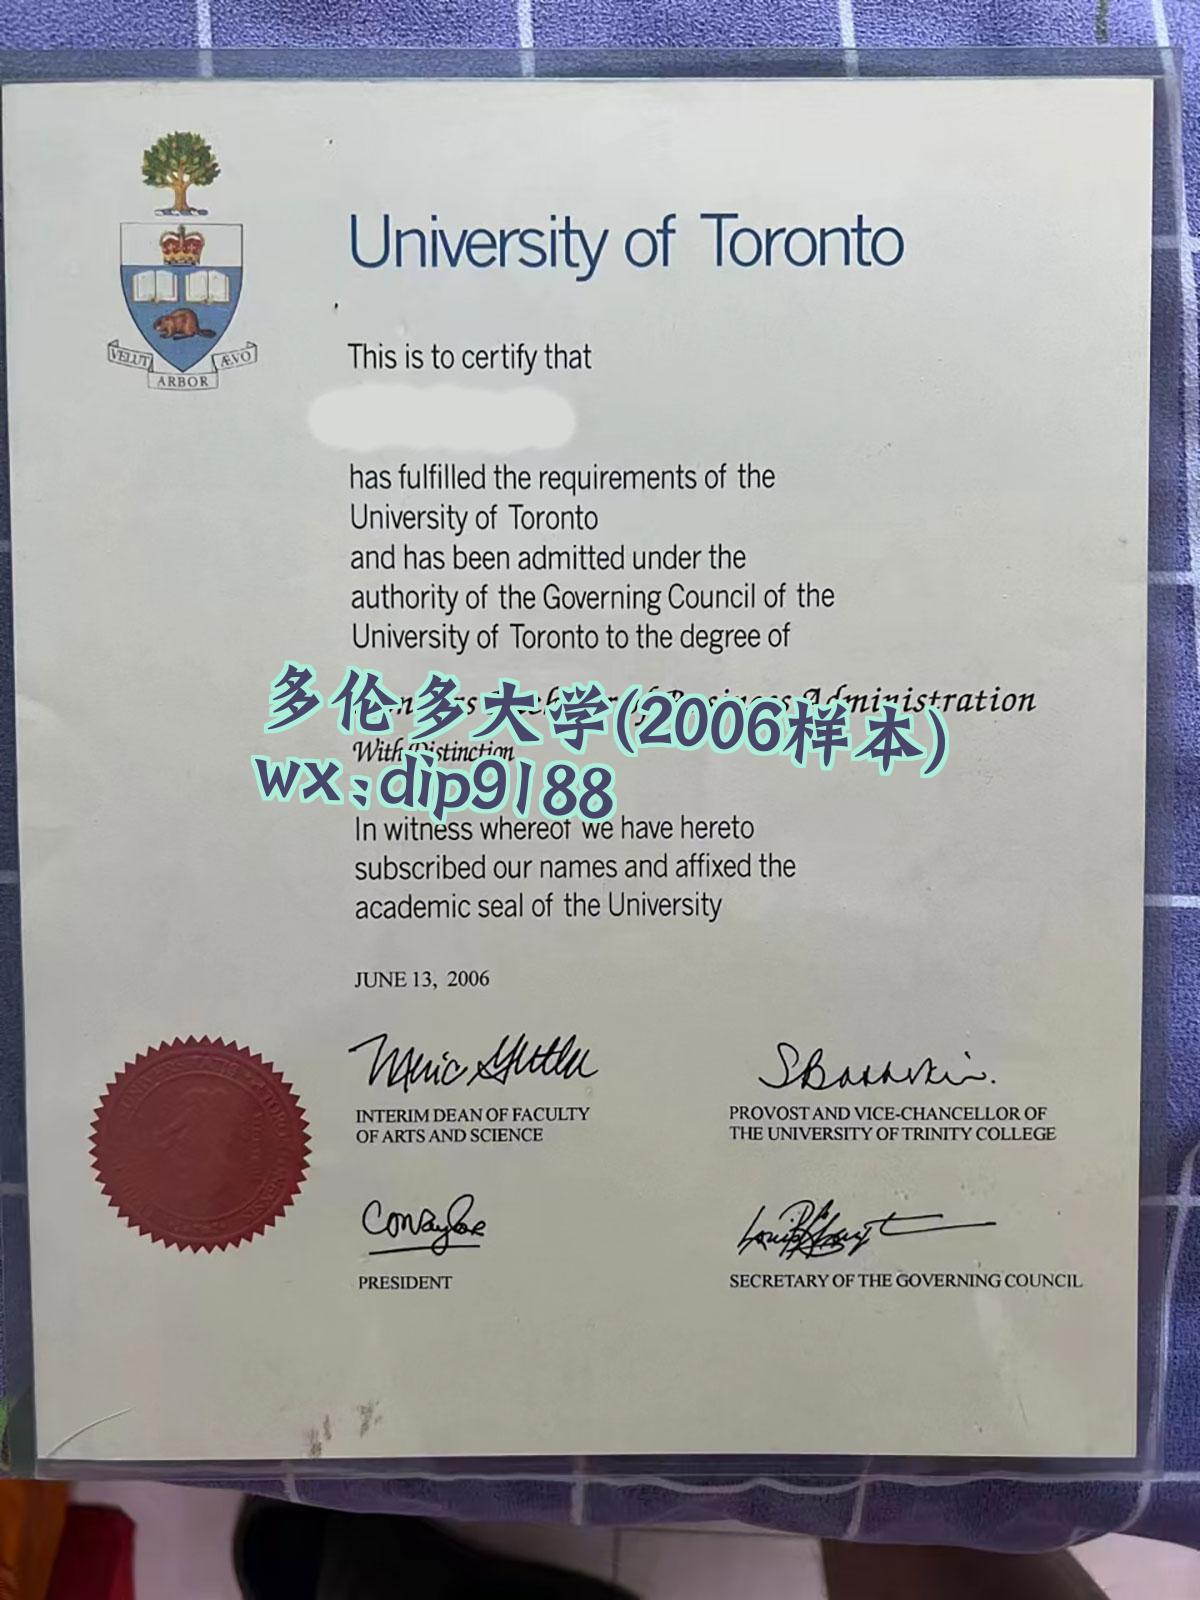 University of Toronto
VELUT
ÆVO
ARBOR
This is to certify that
has fulfilled the requirements of the
University of Toronto
and has been admitted under the
authority of the Governing Council of the
University of Toronto to the degree of
Administration
多伦多大学(2006样本)
With Distinction
wx:dip9188
In witness whereof we have hereto
subscribed our names and affixed the
academic seal of the University
JUNE 13, 2006
INTERIM DEAN OF FACULTY
OF ARTS AND SCIENCE
PROVOST AND VICE-CHANCELLOR OF
THE UNIVERSITY OF TRINITY COLLEGE
PRESIDENT
SECRETARY OF THE GOVERNING COUNCIL